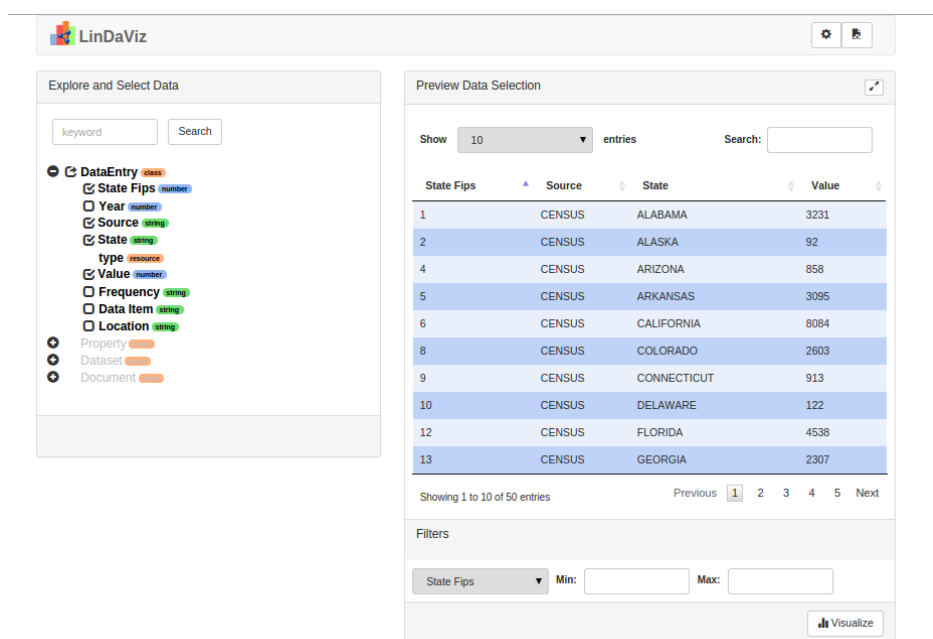 LinDaViz
Explore and Select Data
keyword Search
DataEntry class
State Fips number
Year number
Source string
State string
type resource
Value number
Frequency string
Data Item string
Location string
Property
Dataset
Document
Preview Data Selection
Show 10 entries Search:
State Fips Source State Value
1 CENSUS ALABAMA 3231
2 CENSUS ALASKA 92
4 CENSUS ARIZONA 858
5 CENSUS ARKANSAS 3095
6 CENSUS CALIFORNIA 8084
8 CENSUS COLORADO 2603
9 CENSUS CONNECTICUT 913
10 CENSUS DELAWARE 122
12 CENSUS FLORIDA 4538
13 CENSUS GEORGIA 2307
Showing 1 to 10 of 50 entries Previous 1 2 3 4 5 Next
Filters
State Fips Min: Max:
Visualize